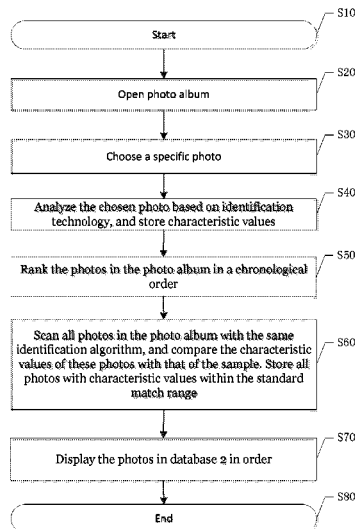 S10
Start
S20
Open photo album
S30
Choose a specific photo
S40
Analyze the chosen photo based on identification
technology, and store characteristic values
S50
Rank the photos in the photo album in a chronological
order
S60
Scan all photos in the photo album with the same
identification algorithm, and compare the characteristic
values of these photos with that of the sample. Store all
photos with characteristic values within the standard
match range
S70
Display the photos in database 2 in order
S80
End